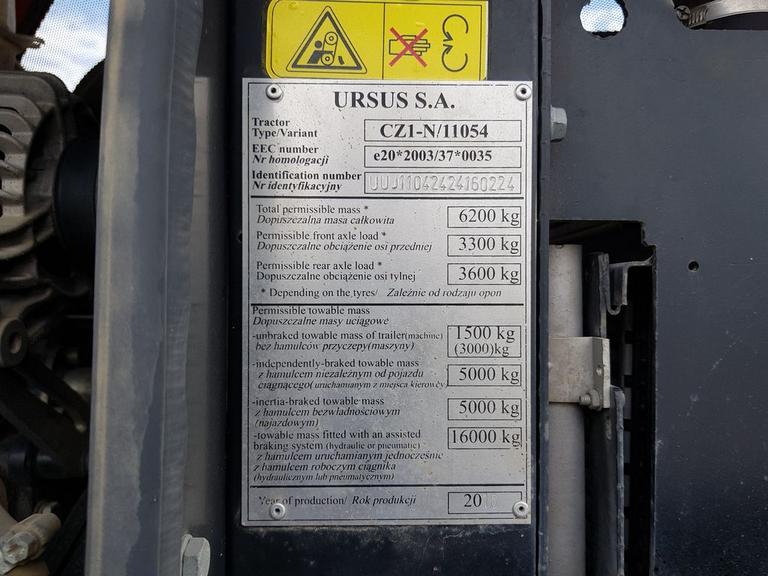 URSUS S.A.
Tractor
Type/Variant CZ1-N/11054
EEC number
Nr homologacji e20*2003/37*0035
Identification number
Nr identyfikacyjny UUJ11042424160224
Total permissible mass *
Dopuszczalna masa całkowita 6200 kg
Permissible front axle load *
Dopuszczalne obciążenie osi przedniej 3300 kg
Permissible rear axle load *
Dopuszczalne obciążenie osi tylnej 3600 kg
* Depending on the tyres/ Zależnie od rodzaju opon
Permissible towable mass
Dopuszczalne masy uciągowe
-unbraked towable mass of trailer(machine) 1500 kg
bez hamulców przyczepy(maszyny) (3000)kg
-independently-braked towable mass
z hamulcem niezależnym od pojazdu 5000 kg
ciągnącego( uruchamianym z miejsca kierowcy)
-inertia-braked towable mass
z hamulcem bezwładnościowym 5000 kg
(najazdowym)
-towable mass fitted with an assisted 16000 kg
braking system (hydraulic or pneumatic)
z hamulcem uruchamianym jednocześnie
z hamulcem roboczym ciągnika
(hydraulicznym lub pneumatycznym)
Year of production/ Rok produkcji 20